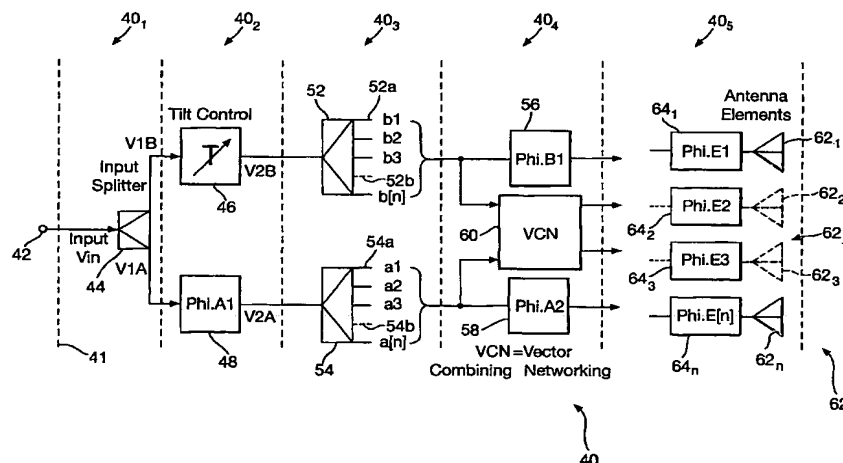 40₁
40₂
40₃
40₄
40₅
Tilt Control
52
52a
56
Antenna
Elements
64₁
V1B
T
b1
b2
b3
52b
b[n]
Phi.B1
Phi.E1
62₁
Input
Splitter
V2B
46
42
Input Vin
44
V1A
60
VCN
Phi.E2
64₂
62₂
62
54a
a1
a2
a3
54b
a[n]
Phi.E3
64₃
62₃
Phi.A1
V2A
48
54
58
Phi.A2
Phi.E[n]
64n
62n
41
VCN=Vector
Combining Networking
62
40